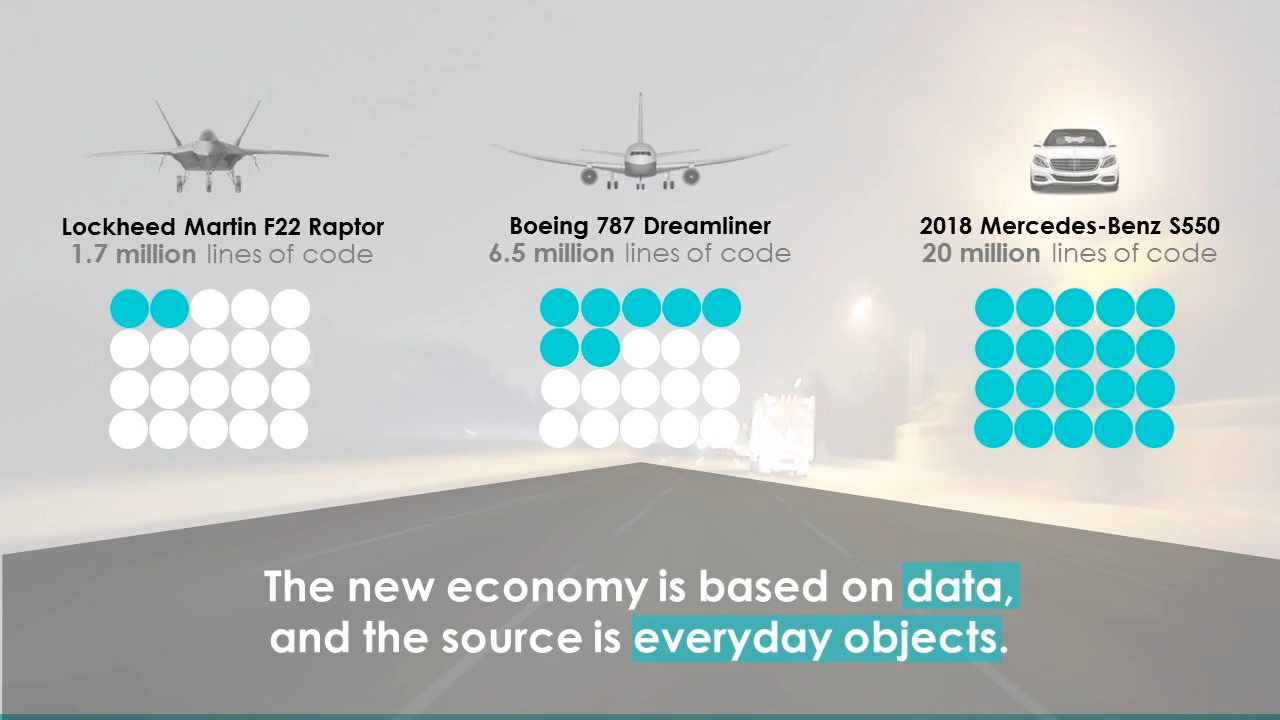 Lockheed Martin F22 Raptor
1.7 million lines of code
Boeing 787 Dreamliner
6.5 million lines of code
2018 Mercedes-Benz S550
20 million lines of code
The new economy is based on data,
and the source is everyday objects.